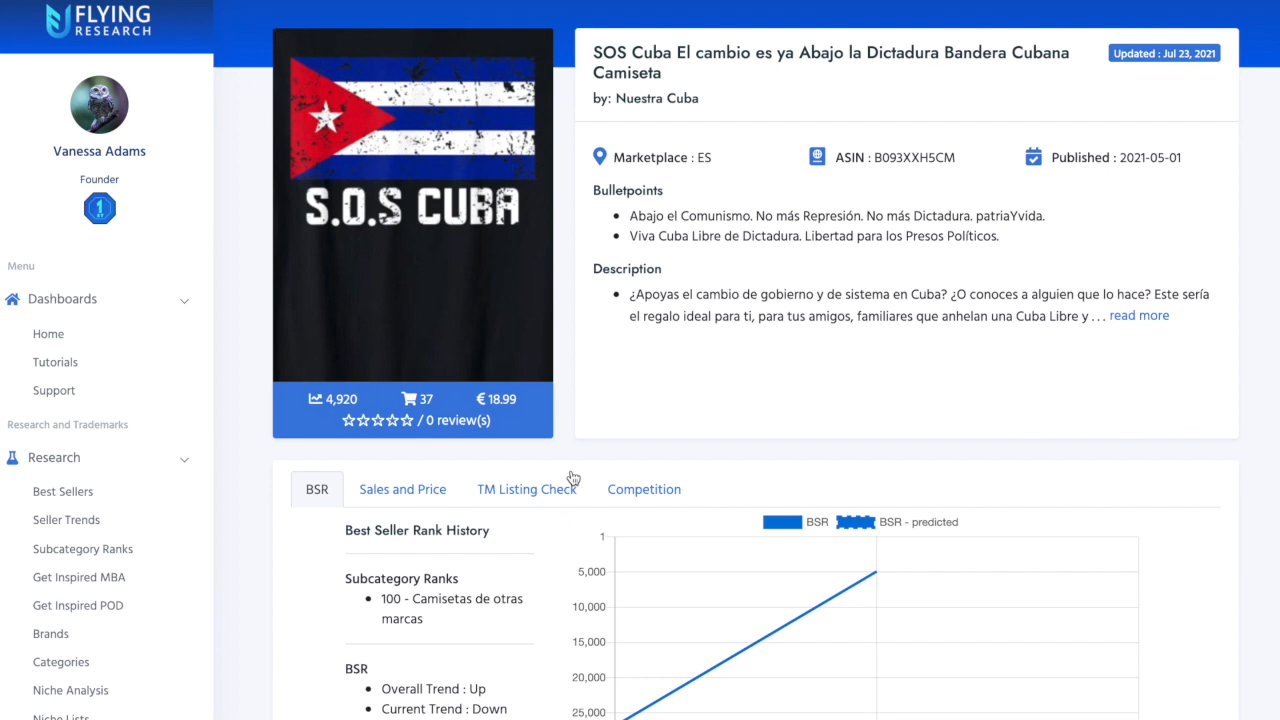 FLYING
RESEARCH
Vanessa Adams
Founder
1
ST
Menu
Dashboards
Home
Tutorials
Support
Research and Trademarks
Research
Best Sellers
Seller Trends
Subcategory Ranks
Get Inspired MBA
Get Inspired POD
Brands
Categories
Niche Analysis
Niche Lists
S.O.S CUBA
4,920 37 € 18.99
/ 0 review(s)
SOS Cuba El cambio es ya Abajo la Dictadura Bandera Cubana
Camiseta
Updated : Jul 23, 2021
by: Nuestra Cuba
Marketplace : ES
ASIN : B093XXH5CM
Published : 2021-05-01
Bulletpoints
Abajo el Comunismo. No más Represión. No más Dictadura. patriaYvida.
Viva Cuba Libre de Dictadura. Libertad para los Presos Políticos.
Description
¿Apoyas el cambio de gobierno y de sistema en Cuba? ¿O conoces a alguien que lo hace? Este sería
el regalo ideal para ti, para tus amigos, familiares que anhelan una Cuba Libre y . . . read more
BSR Sales and Price TM Listing Check Competition
Best Seller Rank History
Subcategory Ranks
100 - Camisetas de otras
marcas
BSR
Overall Trend : Up
Current Trend : Down
BSR BSR - predicted
1
5,000
10,000
15,000
20,000
25,000